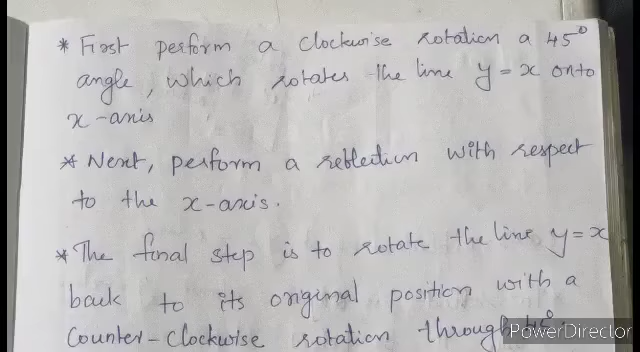 * First perform a clockwise rotation a 45°
angle, which rotates the line y = x onto
x-axis
* Next, perform a reflection with respect
to the x-axis.
* The final step is to rotate the line y = x
back to its original position with a
Counter-clockwise rotation through
PowerDirector